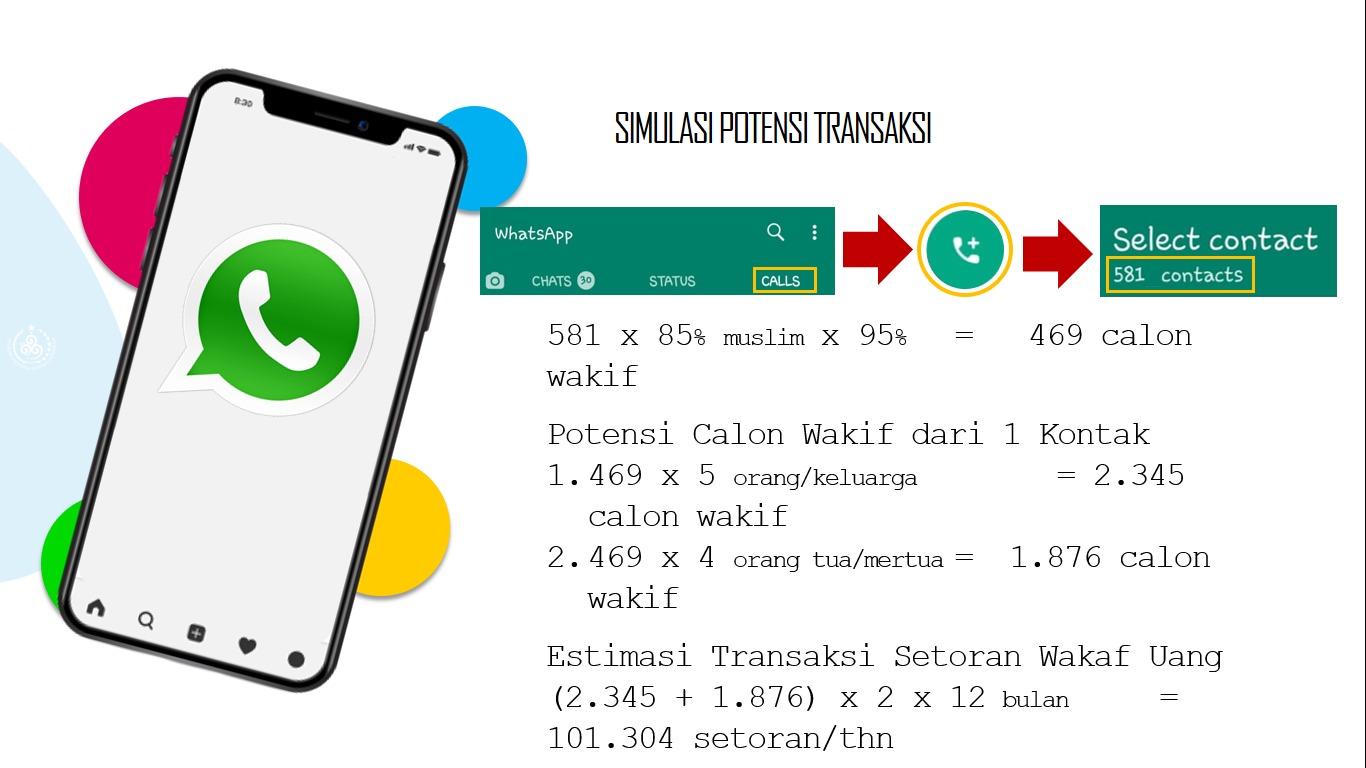 8:30
SIMULASI POTENSI TRANSAKSI
WhatsApp
CHATS 30 STATUS CALLS
Select contact
581 contacts
581 x 85% muslim x 95% = 469 calon
wakif
Potensi Calon Wakif dari 1 Kontak
1. 469 x 5 orang/keluarga = 2.345
calon wakif
2. 469 x 4 orang tua/mertua = 1.876 calon
wakif
Estimasi Transaksi Setoran Wakaf Uang
(2.345 + 1.876) x 2 x 12 bulan =
101.304 setoran/thn